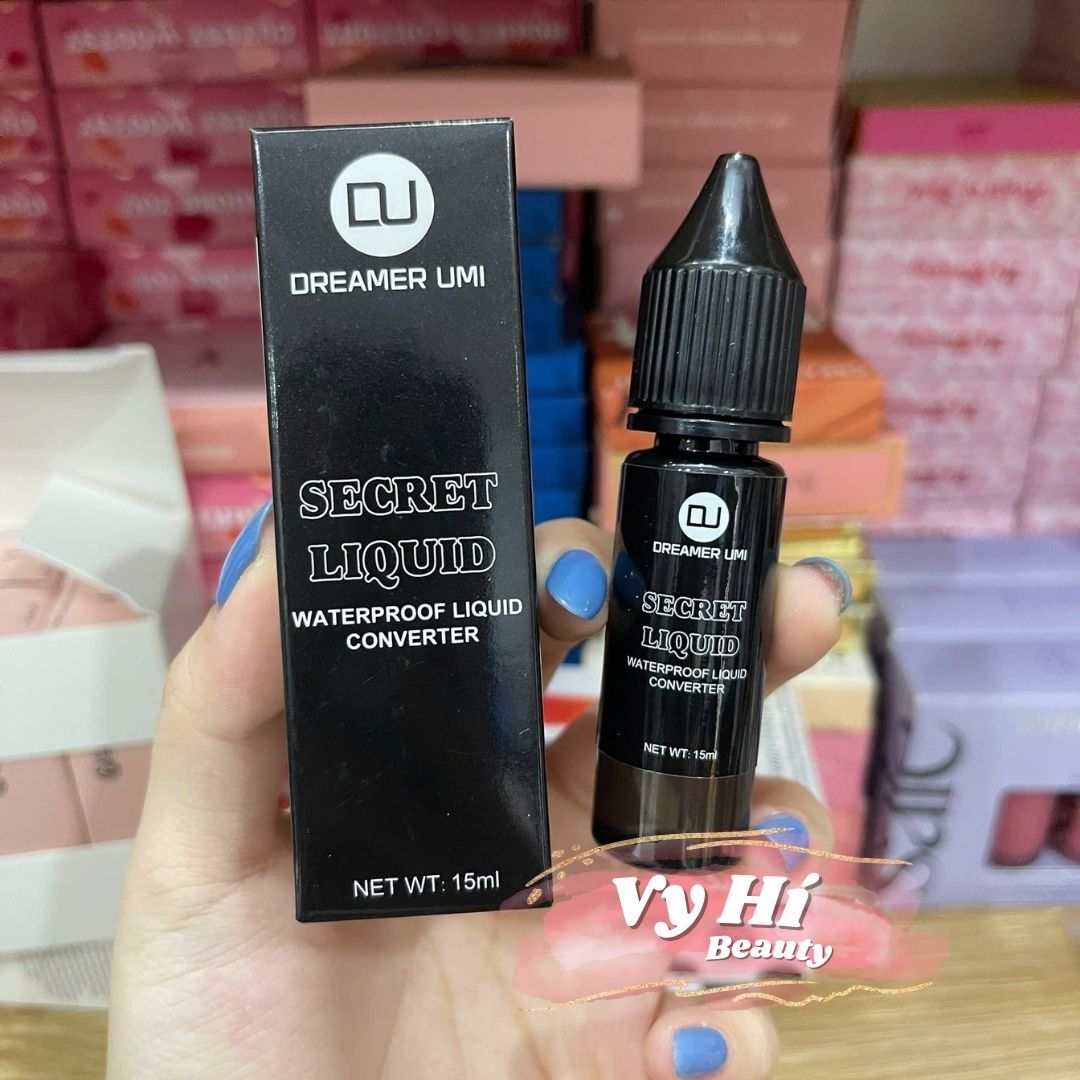 DU
DREAMER UMI
SECRET
LIQUID
WATERPROOF LIQUID
CONVERTER
NET WT: 15ml
DU
DREAMER UMI
SECRET
LIQUID
WATERPROOF LIQUID
CONVERTER
NET WT: 15ml
Vy Hí
Beauty